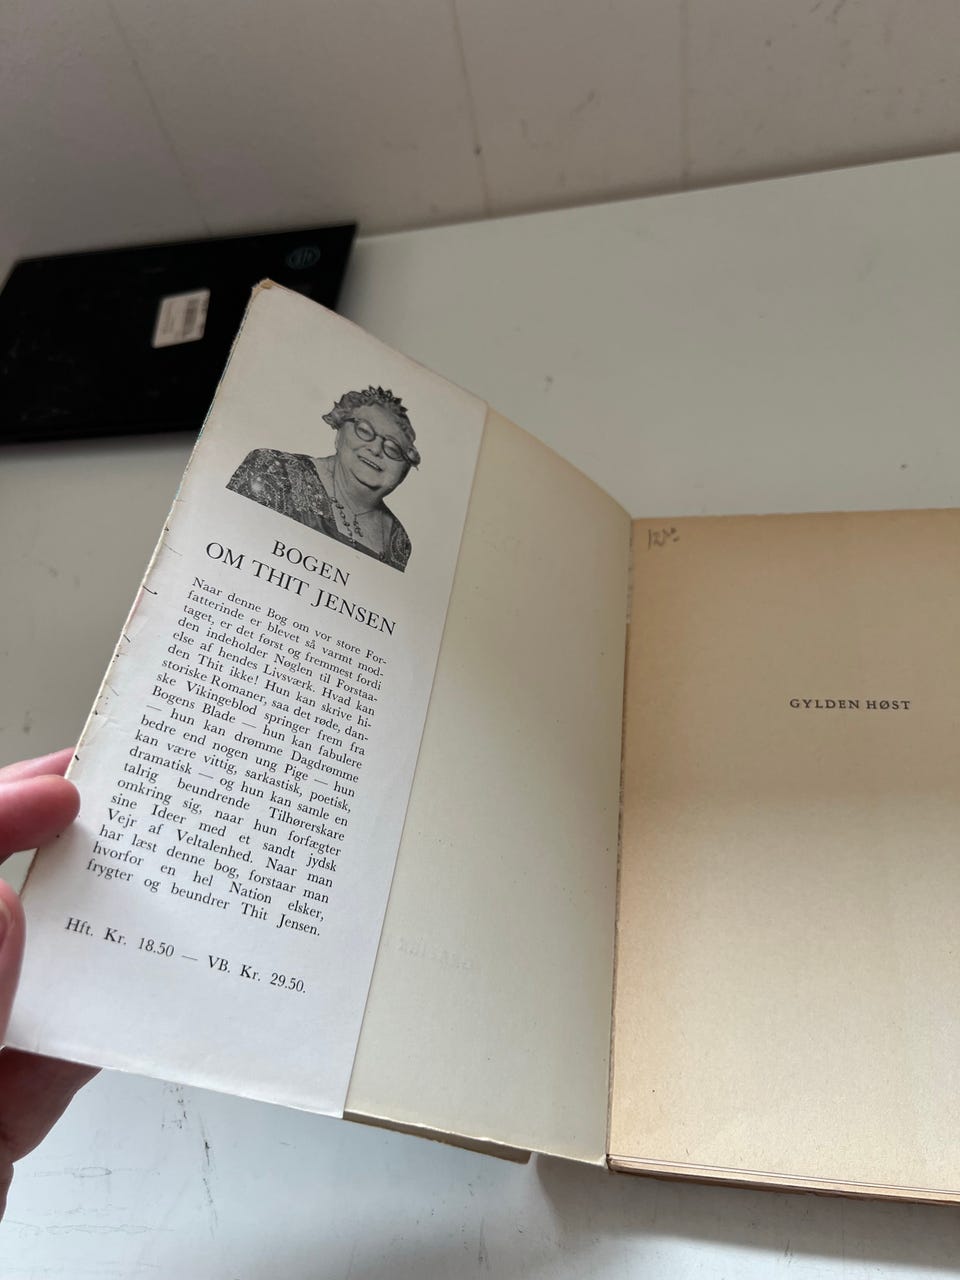 BOGEN
OM THIT JENSEN
Naar denne Bog om vor store For-
fatterinde er blevet så varmt mod-
taget, er det først og fremmest fordi
den indeholder Nøglen til Forstaa-
else af hendes Livsværk. Hvad kan
den Thit ikke! Hun kan skrive hi-
storiske Romaner, saa det røde, dan-
ske Vikingeblod springer frem fra
Bogens Blade — hun kan fabulere
— hun kan drømme Dagdrømme
bedre end nogen ung Pige — hun
kan være vittig, sarkastisk, poetisk,
dramatisk — og hun kan samle en
talrig beundrende Tilhørerskare
omkring sig, naar hun forfægter
sine Ideer med et sandt jydsk
Vejr af Veltalenhed. Naar man
har læst denne bog, forstaar man
hvorfor en hel Nation elsker,
frygter og beundrer Thit Jensen.
Hft. Kr. 18.50 — VB. Kr. 29.50.
GYLDEN HØST